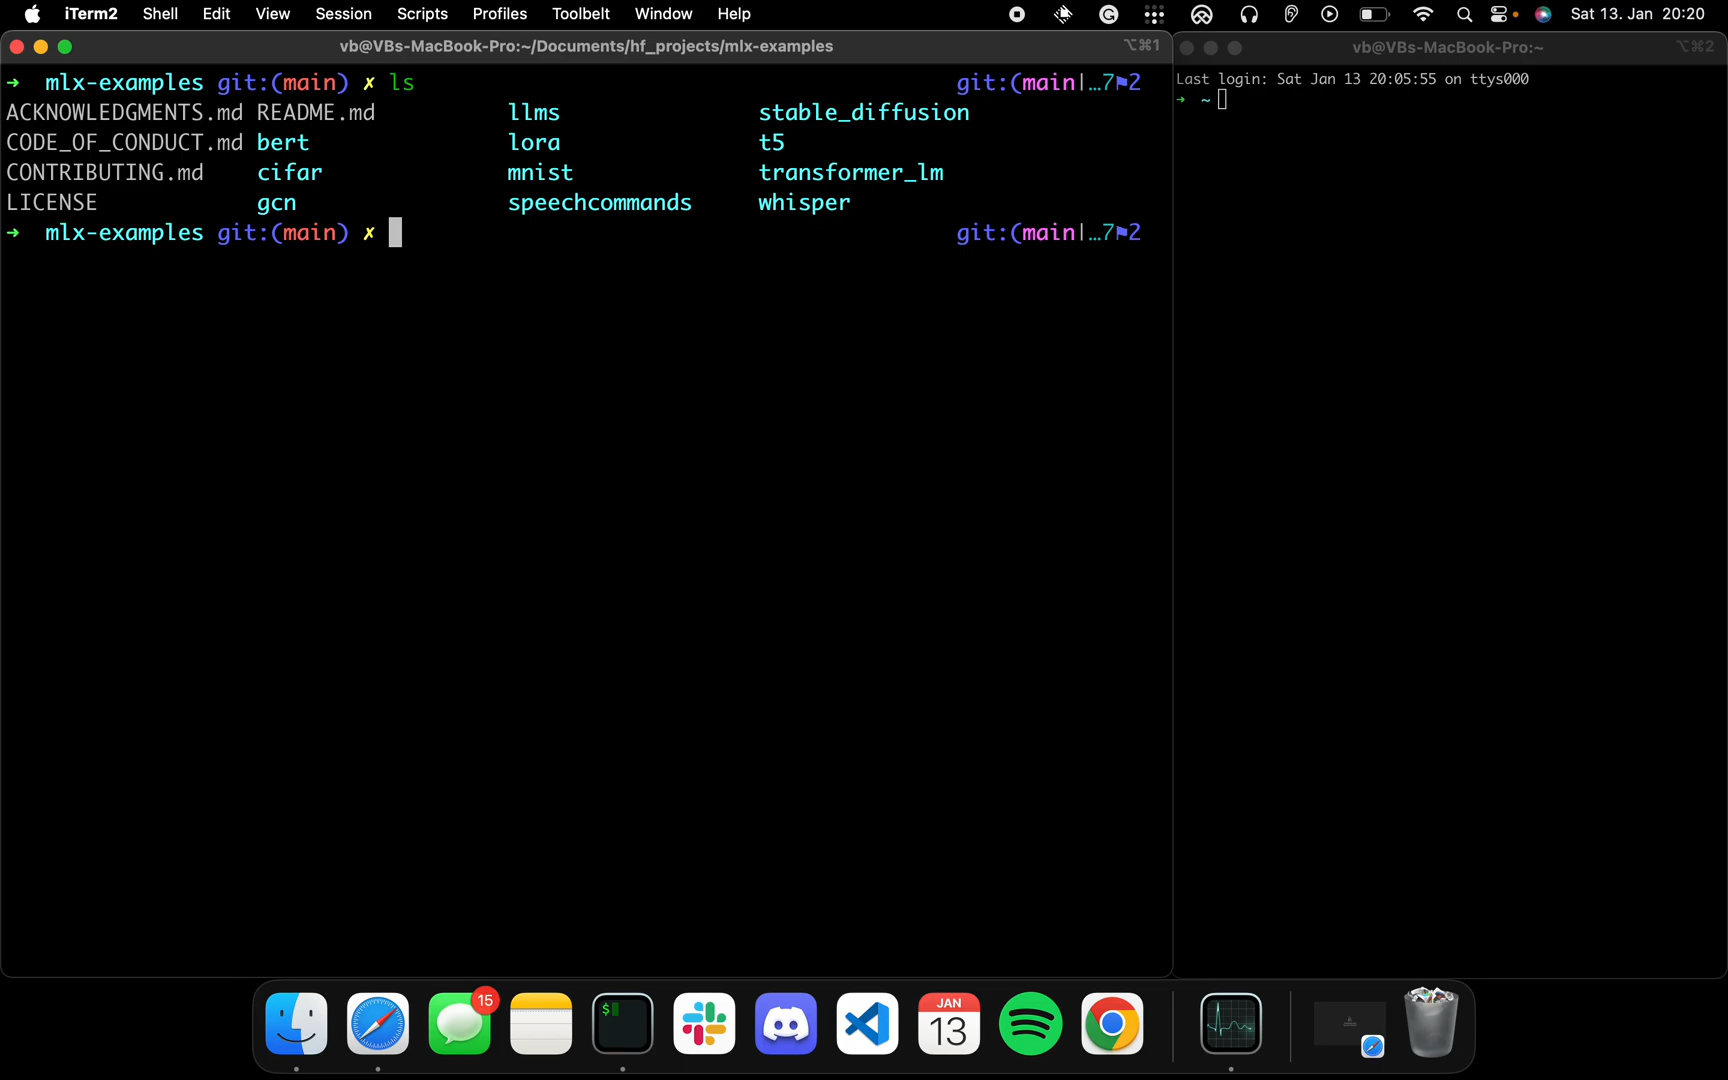 iTerm2 Shell Edit View Session Scripts Profiles Toolbelt Window Help Sat 13. Jan 20:20
vb@VBs-MacBook-Pro:~/Documents/hf_projects/mlx-examples ⌥⌘1
➜ mlx-examples git:(main) ✗ ls git:(main|…7⚑2
ACKNOWLEDGMENTS.md README.md llms stable_diffusion
CODE_OF_CONDUCT.md bert lora t5
CONTRIBUTING.md cifar mnist transformer_lm
LICENSE gcn speechcommands whisper
➜ mlx-examples git:(main) ✗ git:(main|…7⚑2
vb@VBs-MacBook-Pro:~ ⌥⌘2
Last login: Sat Jan 13 20:05:55 on ttys000
➜ ~
15
$
JAN
13